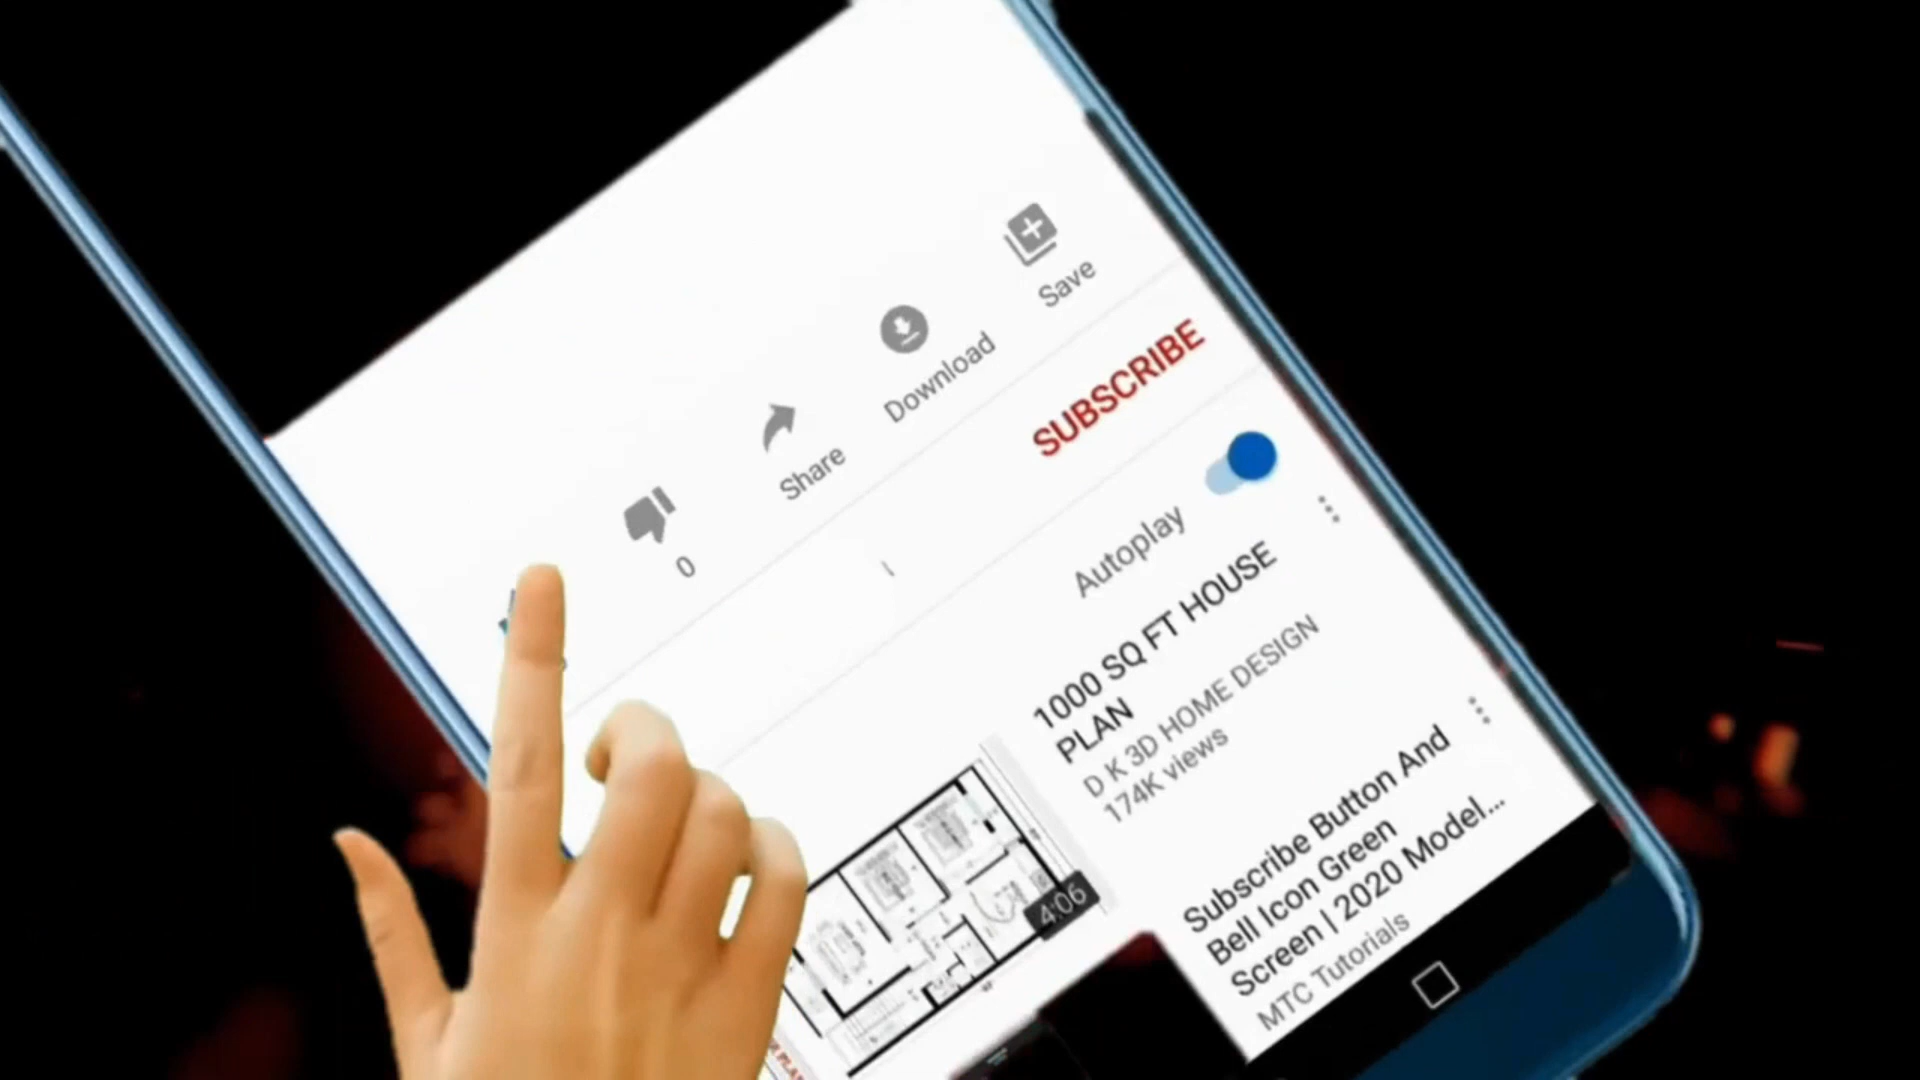 Save
Download
Share
0
SUBSCRIBE
Autoplay
1000 SQ FT HOUSE
PLAN
D K 3D HOME DESIGN
174K views
4:06
Subscribe Button And
Bell Icon Green
Screen | 2020 Model...
MTC Tutorials